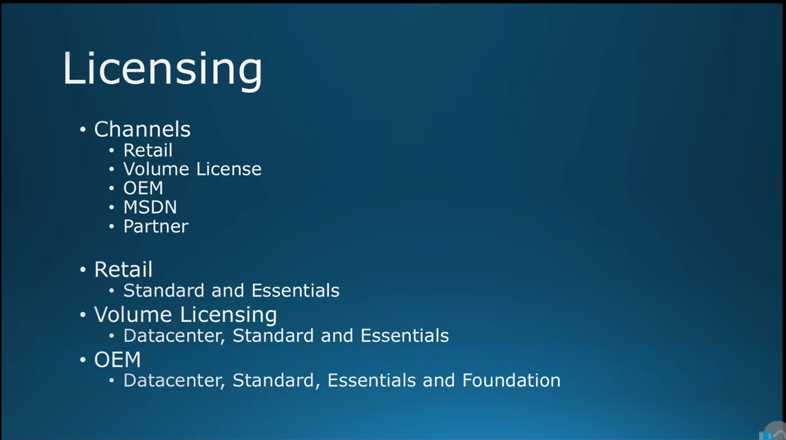 Licensing
• Channels
• Retail
• Volume License
• OEM
• MSDN
• Partner
• Retail
• Standard and Essentials
• Volume Licensing
• Datacenter, Standard and Essentials
• OEM
• Datacenter, Standard, Essentials and Foundation